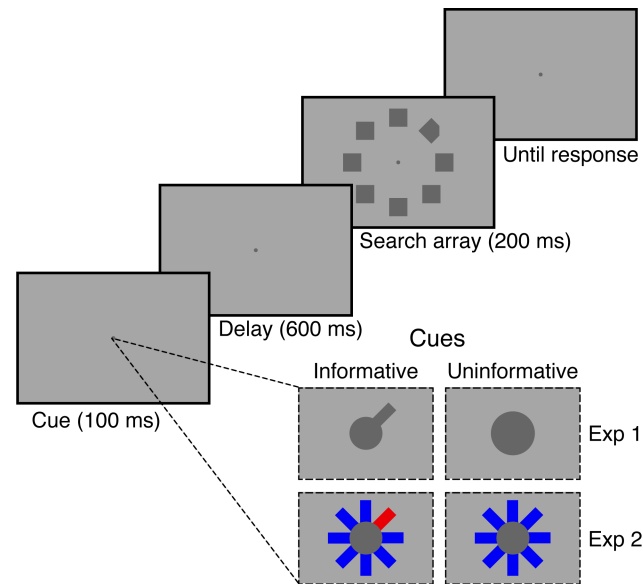 Until response
Search array (200 ms)
Delay (600 ms)
Cue (100 ms)
Cues
Informative
Uninformative
Exp 1
Exp 2